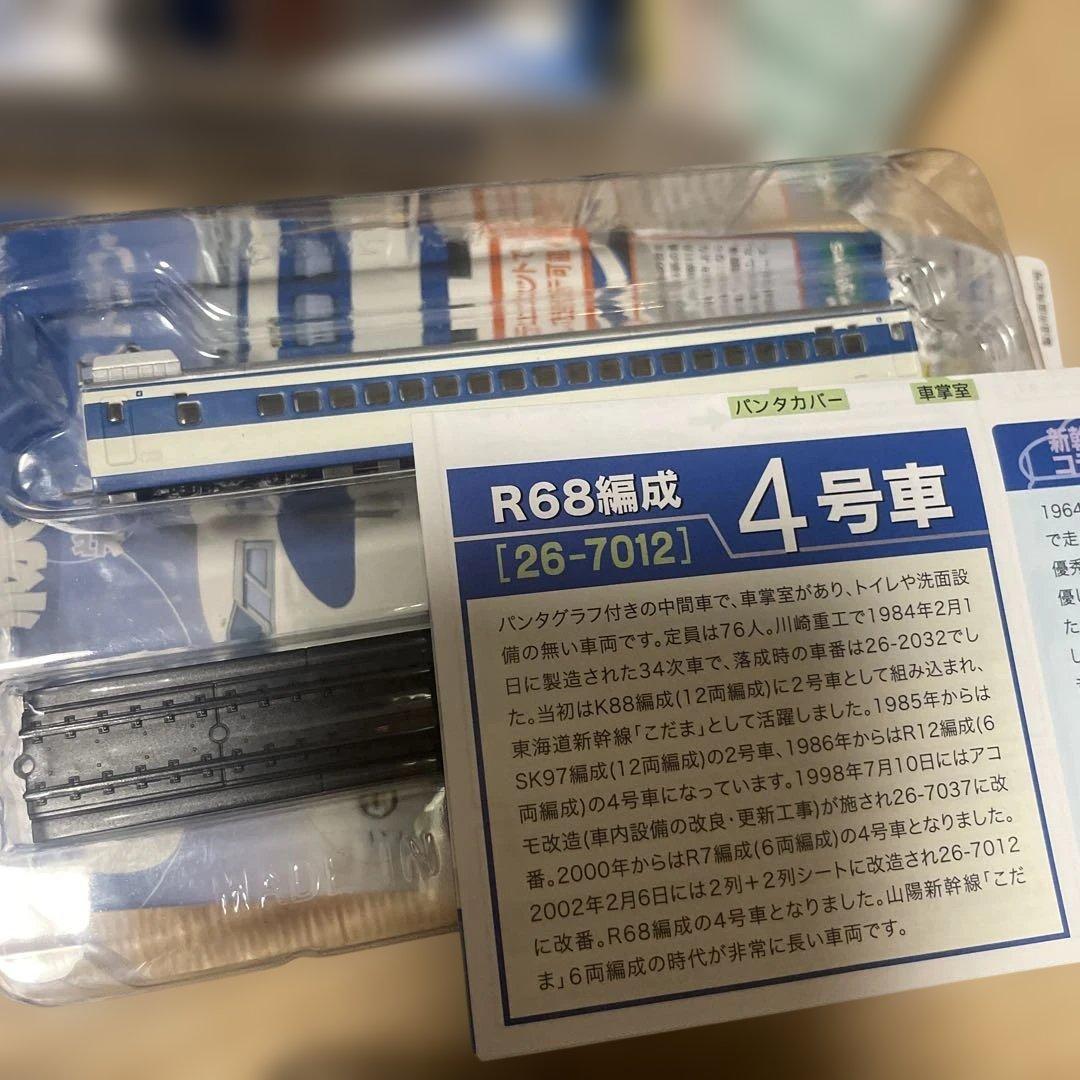 パンタカバー
車掌室
R68編成
4号車
[26-7012]
パンタグラフ付きの中間車で、車掌室があり、トイレや洗面設
備の無い車両です。定員は76人。川崎重工で1984年2月1
日に製造された34次車で、落成時の車番は26-2032でし
た。当初はK88編成(12両編成)に2号車として組み込まれ、
東海道新幹線「こだま」として活躍しました。1985年からは
SK97編成(12両編成)の2号車、1986年からはR12編成(6
両編成)の4号車になっています。1998年7月10日にはアコ
モ改造(車内設備の改良･更新工事)が施され26-7037に改
番。2000年からはR7編成(6両編成)の4号車となりました。
2002年2月6日には2列＋2列シートに改造され26-7012
に改番。R68編成の4号車となりました。山陽新幹線「こだ
ま」6両編成の時代が非常に長い車両です。
新幹
コラ
1964
で走
優秀
優し
た
し